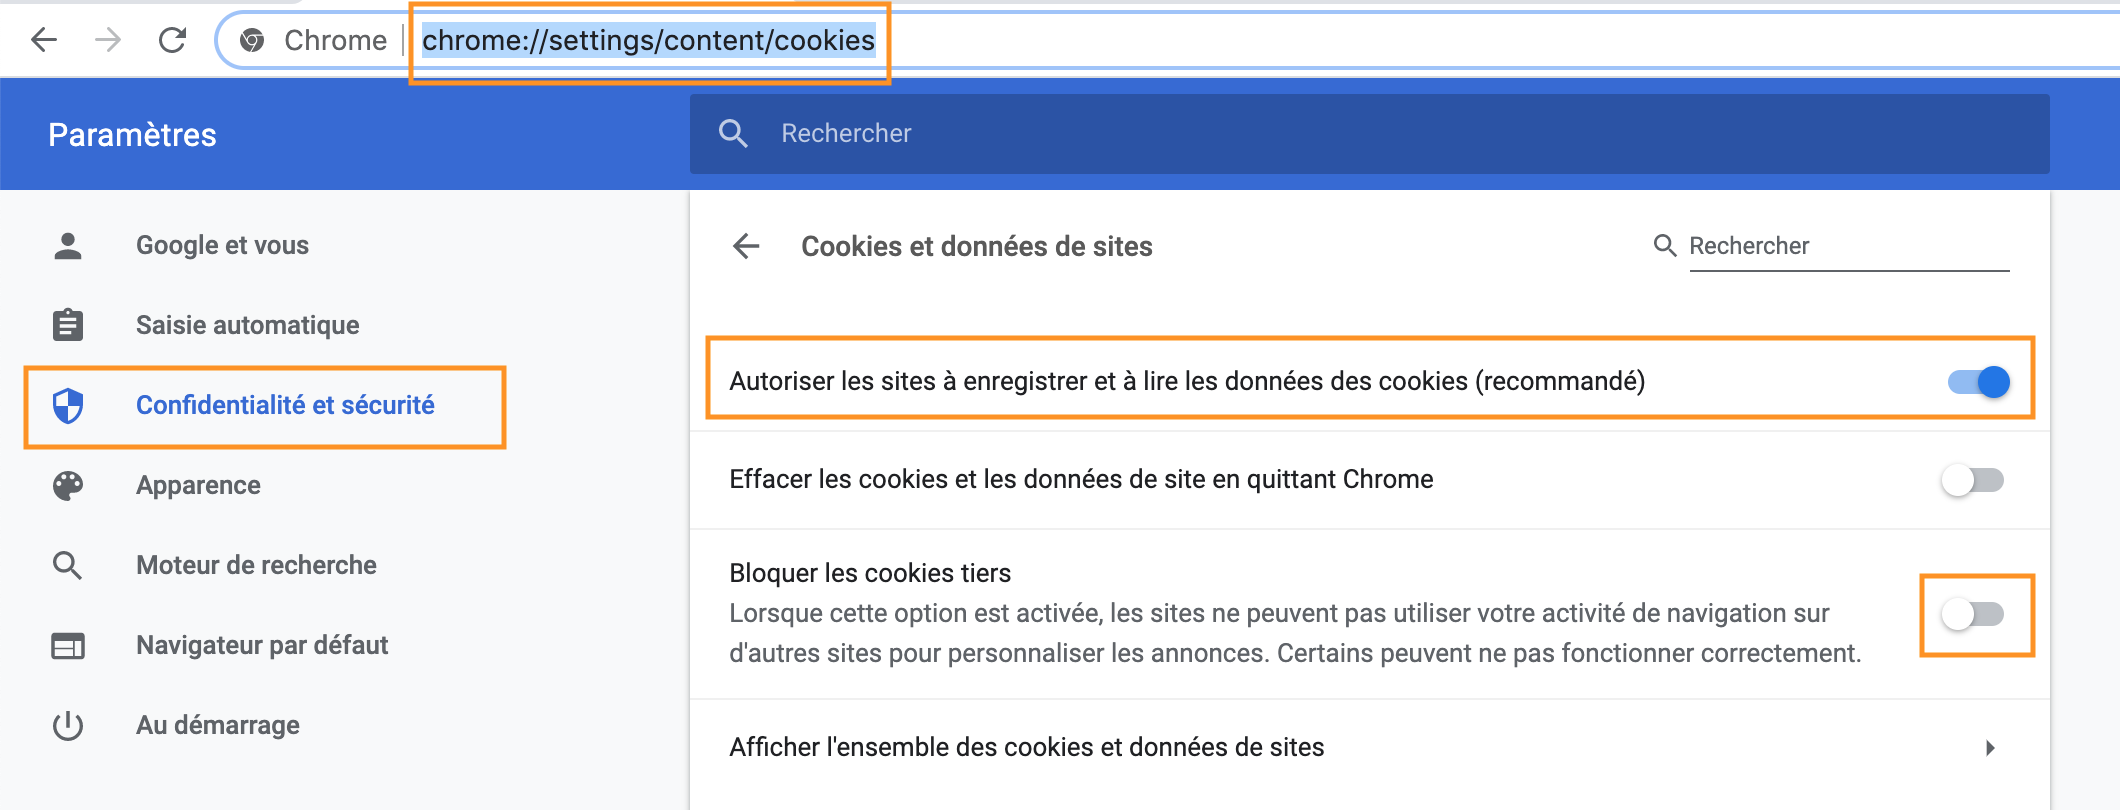 Chrome | chrome://settings/content/cookies
Paramètres
Rechercher
Google et vous
Saisie automatique
Confidentialité et sécurité
Apparence
Moteur de recherche
Navigateur par défaut
Au démarrage
Cookies et données de sites
Rechercher
Autoriser les sites à enregistrer et à lire les données des cookies (recommandé)
Effacer les cookies et les données de site en quittant Chrome
Bloquer les cookies tiers
Lorsque cette option est activée, les sites ne peuvent pas utiliser votre activité de navigation sur
d'autres sites pour personnaliser les annonces. Certains peuvent ne pas fonctionner correctement.
Afficher l'ensemble des cookies et données de sites